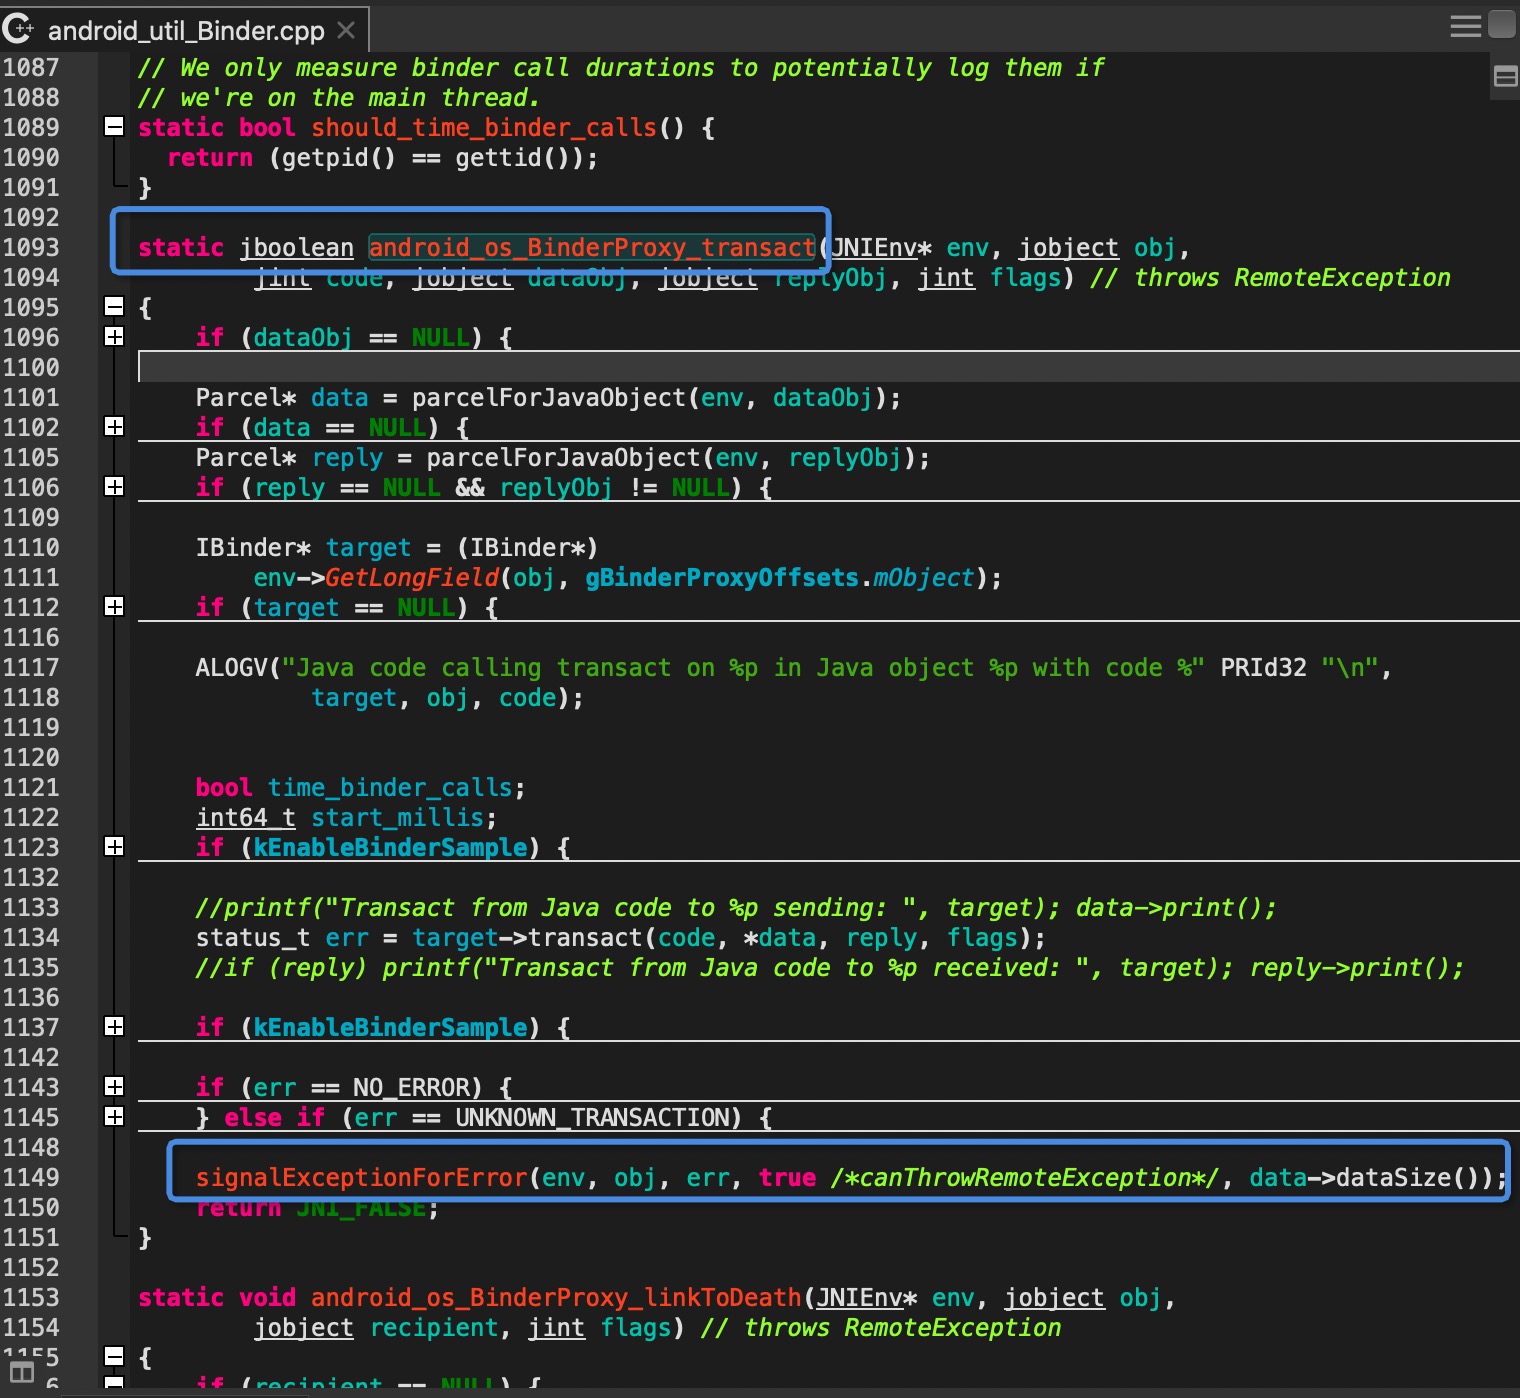 C++ android_util_Binder.cpp
1087 // We only measure binder call durations to potentially log them if
1088 // we're on the main thread.
1089 static bool should_time_binder_calls() {
1090 return (getpid() == gettid());
1091 }
1092
1093 static jboolean android_os_BinderProxy_transact(JNIEnv* env, jobject obj,
1094 jint code, jobject dataObj, jobject replyObj, jint flags) // throws RemoteException
1095 {
1096 if (dataObj == NULL) {
1100
1101 Parcel* data = parcelForJavaObject(env, dataObj);
1102 if (data == NULL) {
1105 Parcel* reply = parcelForJavaObject(env, replyObj);
1106 if (reply == NULL && replyObj != NULL) {
1109
1110 IBinder* target = (IBinder*)
1111 env->GetLongField(obj, gBinderProxyOffsets.mObject);
1112 if (target == NULL) {
1116
1117 ALOGV("Java code calling transact on %p in Java object %p with code %" PRId32 "\n",
1118 target, obj, code);
1119
1120
1121 bool time_binder_calls;
1122 int64_t start_millis;
1123 if (kEnableBinderSample) {
1132
1133 //printf("Transact from Java code to %p sending: ", target); data->print();
1134 status_t err = target->transact(code, *data, reply, flags);
1135 //if (reply) printf("Transact from Java code to %p received: ", target); reply->print();
1136
1137 if (kEnableBinderSample) {
1142
1143 if (err == NO_ERROR) {
1145 } else if (err == UNKNOWN_TRANSACTION) {
1148
1149 signalExceptionForError(env, obj, err, true /*canThrowRemoteException*/, data->dataSize());
1150 return JNI_FALSE;
1151 }
1152
1153 static void android_os_BinderProxy_linkToDeath(JNIEnv* env, jobject obj,
1154 jobject recipient, jint flags) // throws RemoteException
1155 {
6 if (recipient == NULL) {